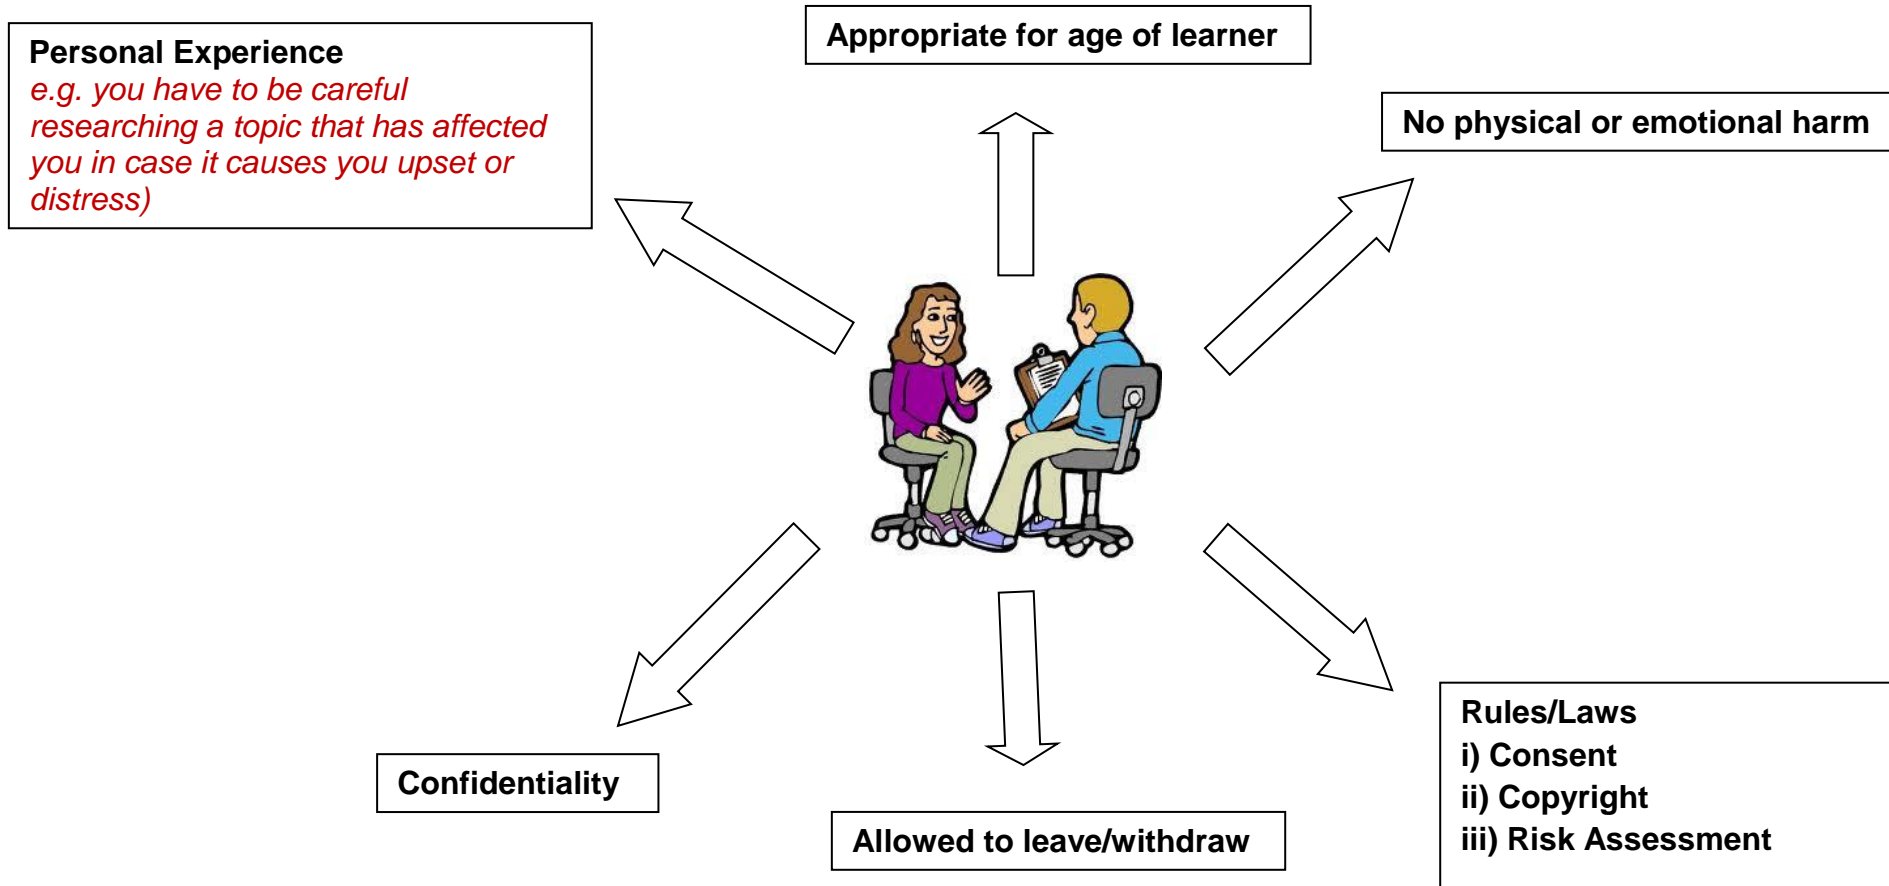 Personal Experience
e.g. you have to be careful
researching a topic that has affected
you in case it causes you upset or
distress)
Appropriate for age of learner
No physical or emotional harm
Confidentiality
Allowed to leave/withdraw
Rules/Laws
i) Consent
ii) Copyright
iii) Risk Assessment